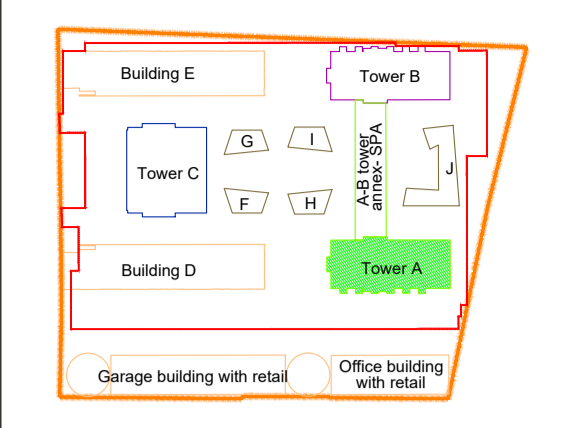 Building E
Tower B
G
I
A-B tower
annex- SPA
J
Tower C
F
H
Building D
Tower A
Garage building with retail
Office building
with retail